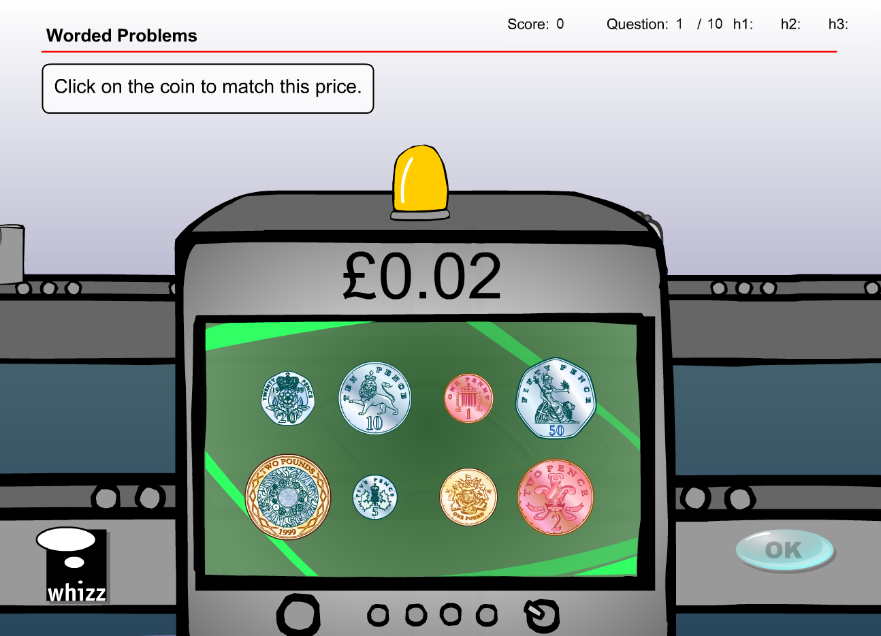 Score: 0 Question: 1 / 10 h1: h2: h3:
Worded Problems
Click on the coin to match this price.
£0.02
TWENTY PENCE 20
TEN PENCE 10
ONE PENNY 1
FIFTY PENCE 50
TWO POUNDS 1999
FIVE PENCE 5
ONE POUND
TWO PENCE 2
OK
whizz